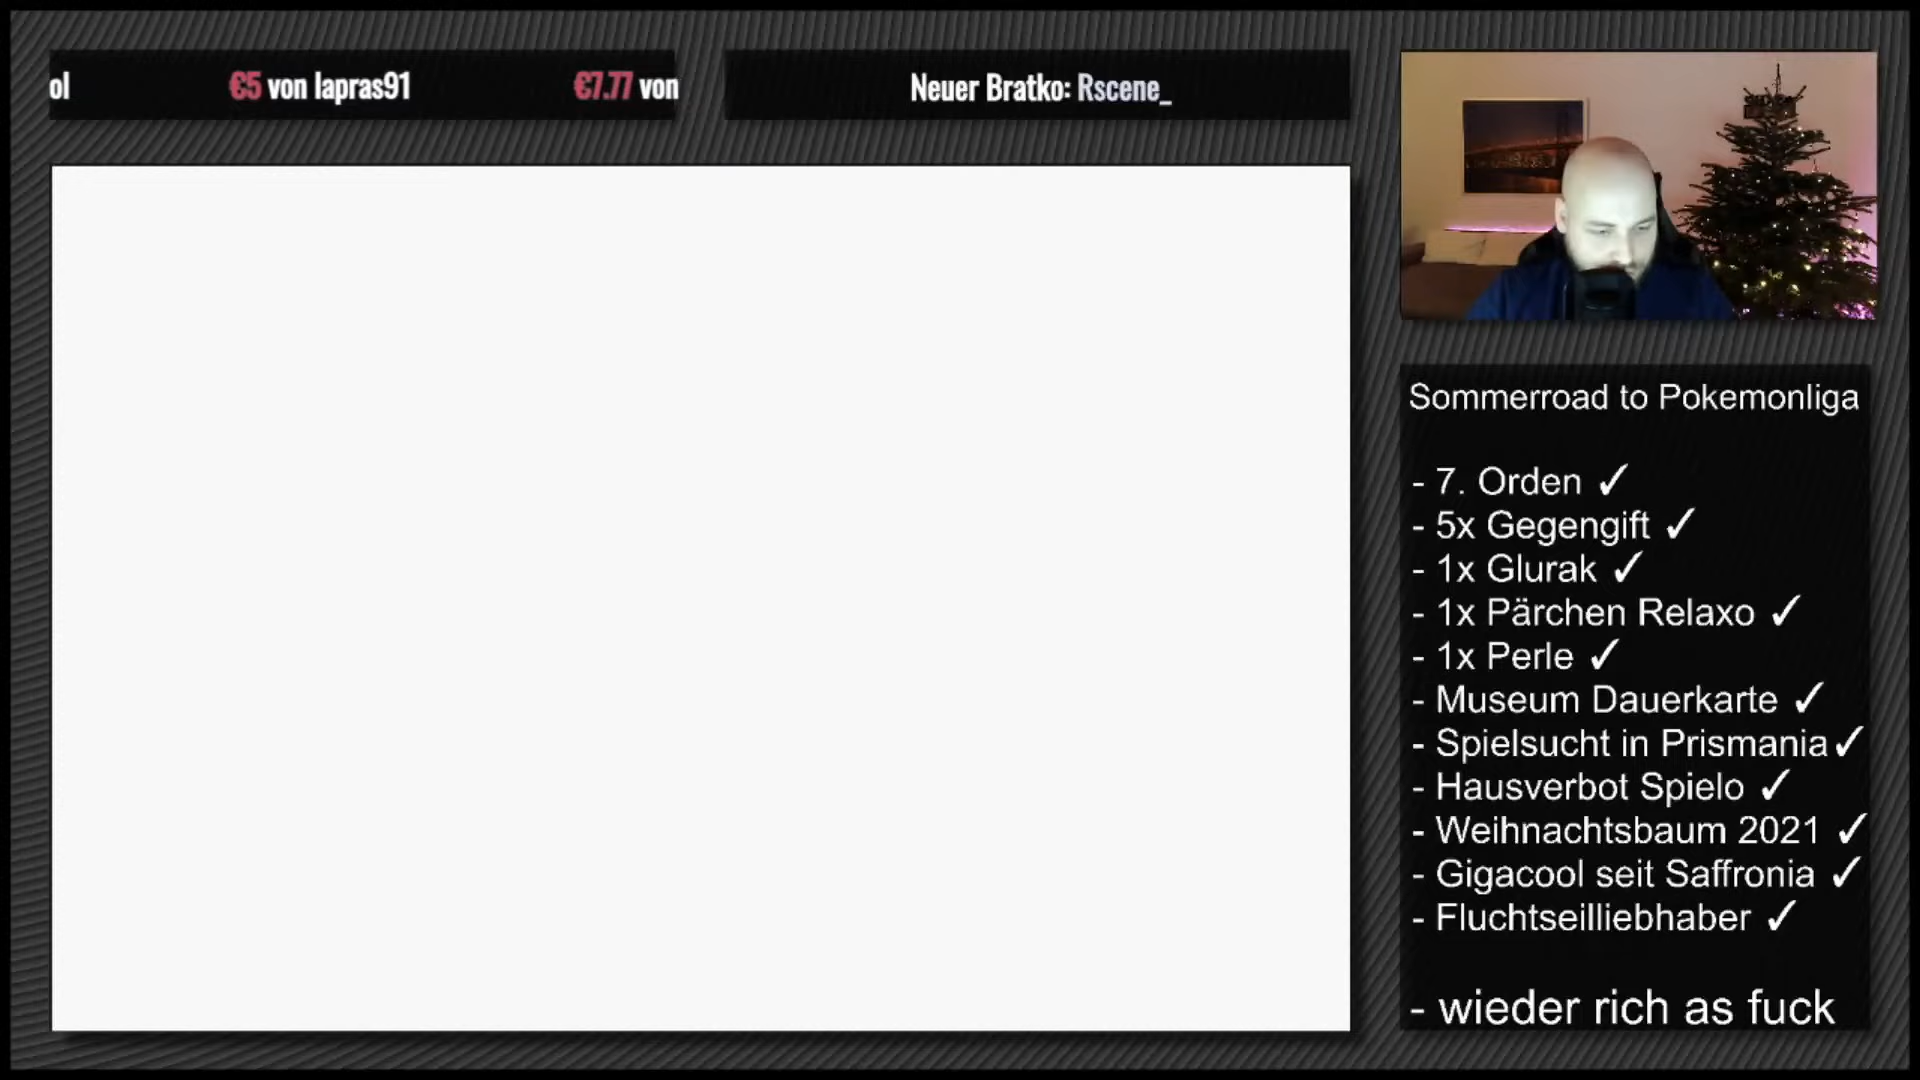 ol €5 von lapras91 €7.77 von
Neuer Bratko: Rscene_
Sommerroad to Pokemonliga
- 7. Orden ✓
- 5x Gegengift ✓
- 1x Glurak ✓
- 1x Pärchen Relaxo ✓
- 1x Perle ✓
- Museum Dauerkarte ✓
- Spielsucht in Prismania ✓
- Hausverbot Spielo ✓
- Weihnachtsbaum 2021 ✓
- Gigacool seit Saffronia ✓
- Fluchtseilliebhaber ✓
- wieder rich as fuck